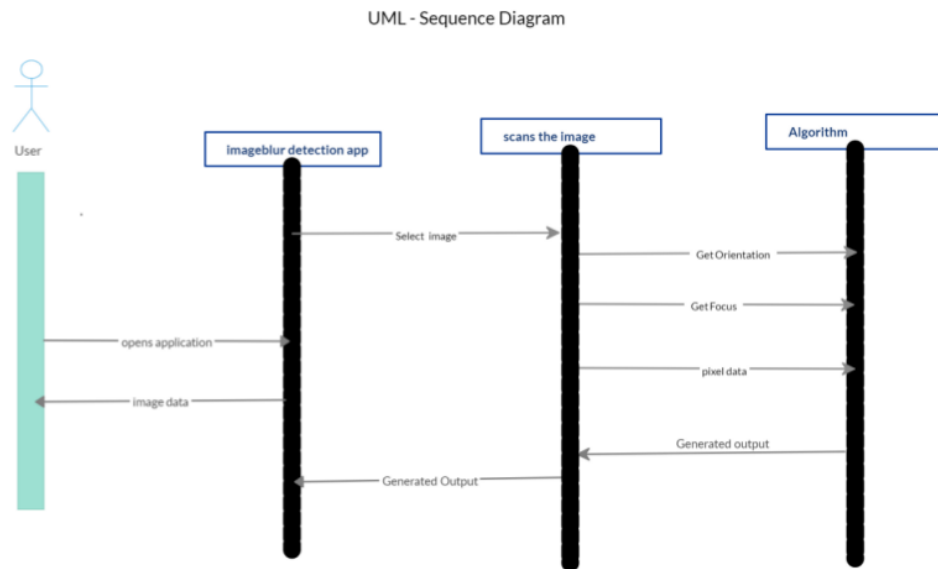 UML - Sequence Diagram
User
imageblur detection app
scans the image
Algorithm
Select image
Get Orientation
Get Focus
opens application
pixel data
image data
Generated output
Generated Output